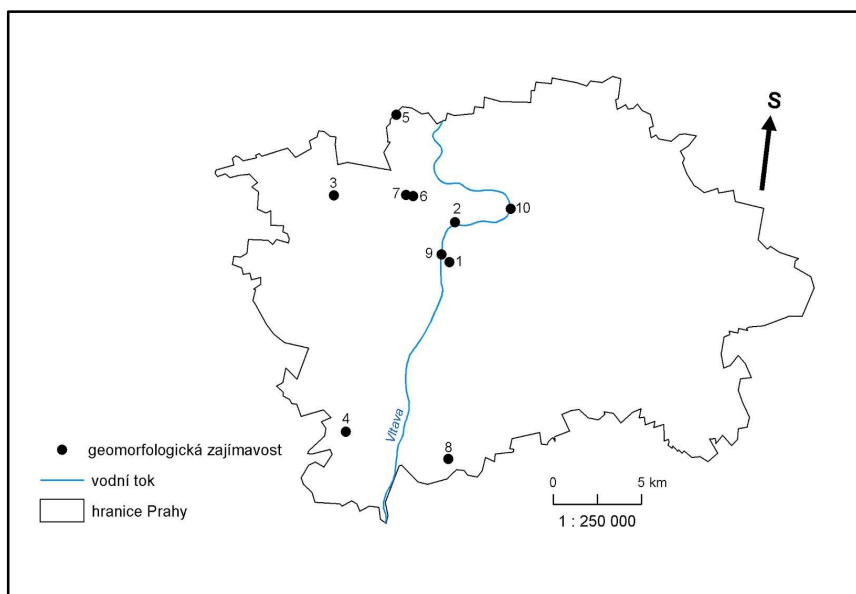 S
5
3
7
6
2
10
9
1
4
8
Vltava
geomorfologická zajímavost
vodní tok
hranice Prahy
0 5 km
1 : 250 000